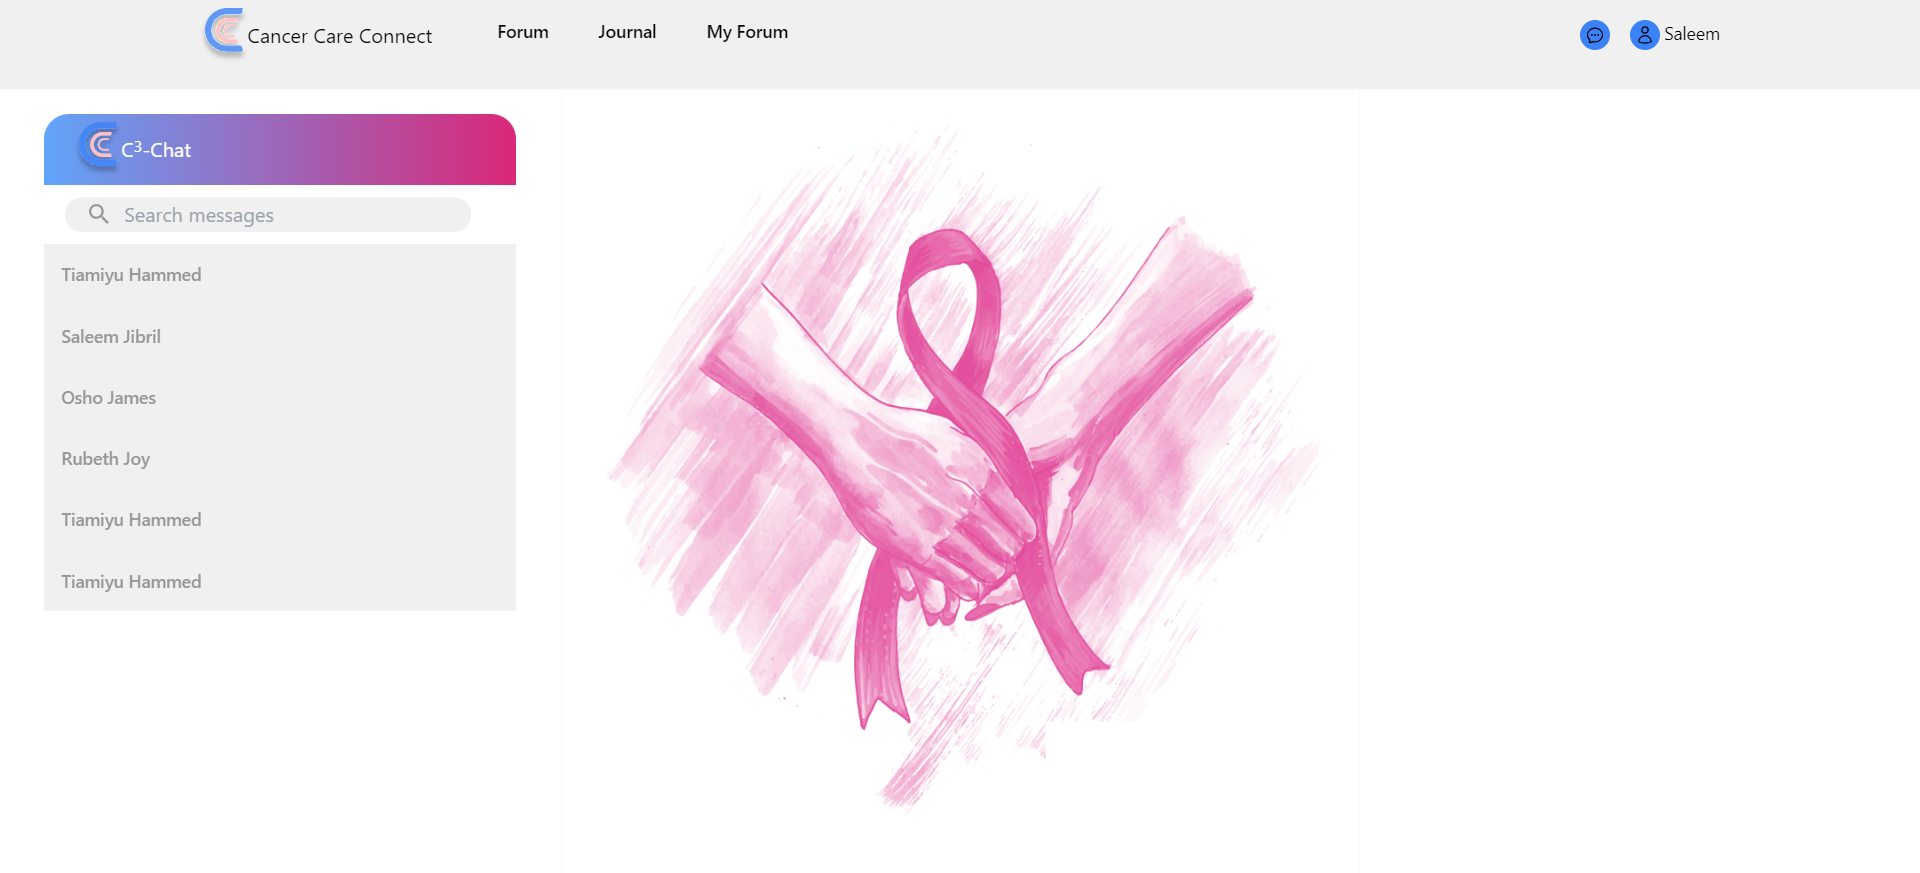 Cancer Care Connect
Forum
Journal
My Forum
Saleem
C³-Chat
Search messages
Tiamiyu Hammed
Saleem Jibril
Osho James
Rubeth Joy
Tiamiyu Hammed
Tiamiyu Hammed